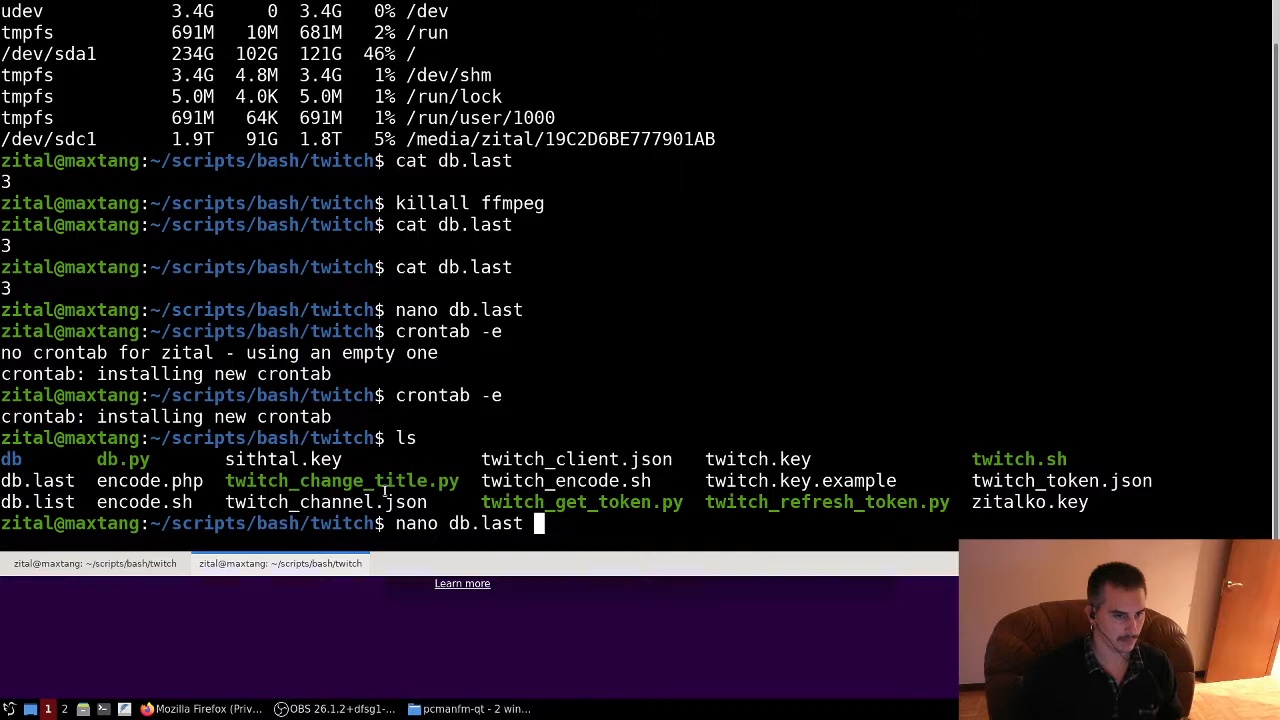 udev 3.4G 0 3.4G 0% /dev
tmpfs 691M 10M 681M 2% /run
/dev/sda1 234G 102G 121G 46% /
tmpfs 3.4G 4.8M 3.4G 1% /dev/shm
tmpfs 5.0M 4.0K 5.0M 1% /run/lock
tmpfs 691M 64K 691M 1% /run/user/1000
/dev/sdc1 1.9T 91G 1.8T 5% /media/zital/19C2D6BE777901AB
zital@maxtang:~/scripts/bash/twitch$ cat db.last
3
zital@maxtang:~/scripts/bash/twitch$ killall ffmpeg
zital@maxtang:~/scripts/bash/twitch$ cat db.last
3
zital@maxtang:~/scripts/bash/twitch$ cat db.last
3
zital@maxtang:~/scripts/bash/twitch$ nano db.last
zital@maxtang:~/scripts/bash/twitch$ crontab -e
no crontab for zital - using an empty one
crontab: installing new crontab
zital@maxtang:~/scripts/bash/twitch$ crontab -e
crontab: installing new crontab
zital@maxtang:~/scripts/bash/twitch$ ls
db db.py sithtal.key twitch_client.json twitch.key twitch.sh
db.last encode.php twitch_change_title.py twitch_encode.sh twitch.key.example twitch_token.json
db.list encode.sh twitch_channel.json twitch_get_token.py twitch_refresh_token.py zitalko.key
zital@maxtang:~/scripts/bash/twitch$ nano db.last
zital@maxtang: ~/scripts/bash/twitch zital@maxtang: ~/scripts/bash/twitch
Learn more
1 2 Mozilla Firefox (Priv... OBS 26.1.2+dfsg1-... pcmanfm-qt - 2 win...